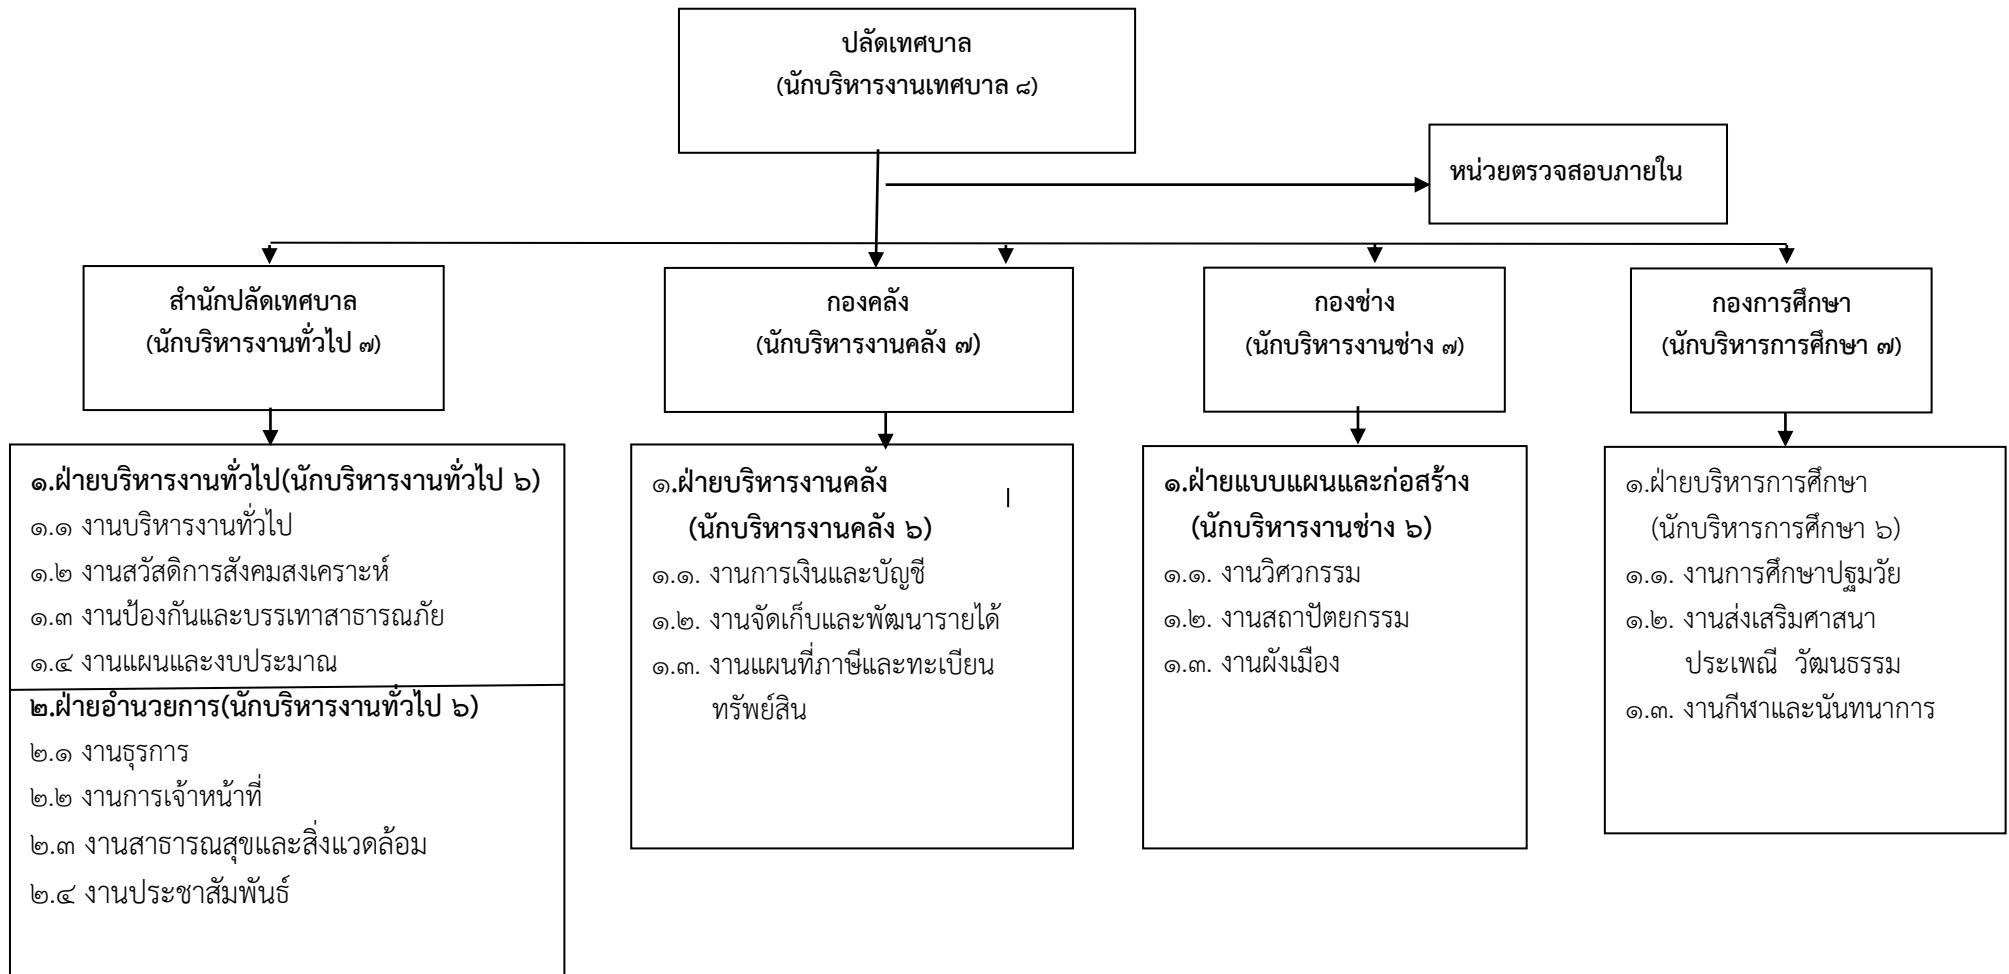 ปลัดเทศบาล
(นักบริหารงานเทศบาล ๘)
หน่วยตรวจสอบภายใน
สำนักปลัดเทศบาล
(นักบริหารงานทั่วไป ๗)
กองคลัง
(นักบริหารงานคลัง ๗)
กองช่าง
(นักบริหารงานช่าง ๗)
กองการศึกษา
(นักบริหารการศึกษา ๗)
๑.ฝ่ายบริหารงานทั่วไป(นักบริหารงานทั่วไป ๖)
๑.๑ งานบริหารงานทั่วไป
๑.๒ งานสวัสดิการสังคมสงเคราะห์
๑.๓ งานป้องกันและบรรเทาสาธารณภัย
๑.๔ งานแผนและงบประมาณ
๒.ฝ่ายอำนวยการ(นักบริหารงานทั่วไป ๖)
๒.๑ งานธุรการ
๒.๒ งานการเจ้าหน้าที่
๒.๓ งานสาธารณสุขและสิ่งแวดล้อม
๒.๔ งานประชาสัมพันธ์
๑.ฝ่ายบริหารงานคลัง
(นักบริหารงานคลัง ๖)
๑.๑. งานการเงินและบัญชี
๑.๒. งานจัดเก็บและพัฒนารายได้
๑.๓. งานแผนที่ภาษีและทะเบียน
ทรัพย์สิน
๑.ฝ่ายแบบแผนและก่อสร้าง
(นักบริหารงานช่าง ๖)
๑.๑. งานวิศวกรรม
๑.๒. งานสถาปัตยกรรม
๑.๓. งานผังเมือง
๑.ฝ่ายบริหารการศึกษา
(นักบริหารการศึกษา ๖)
๑.๑. งานการศึกษาปฐมวัย
๑.๒. งานส่งเสริมศาสนา
ประเพณี วัฒนธรรม
๑.๓. งานกีฬาและนันทนาการ